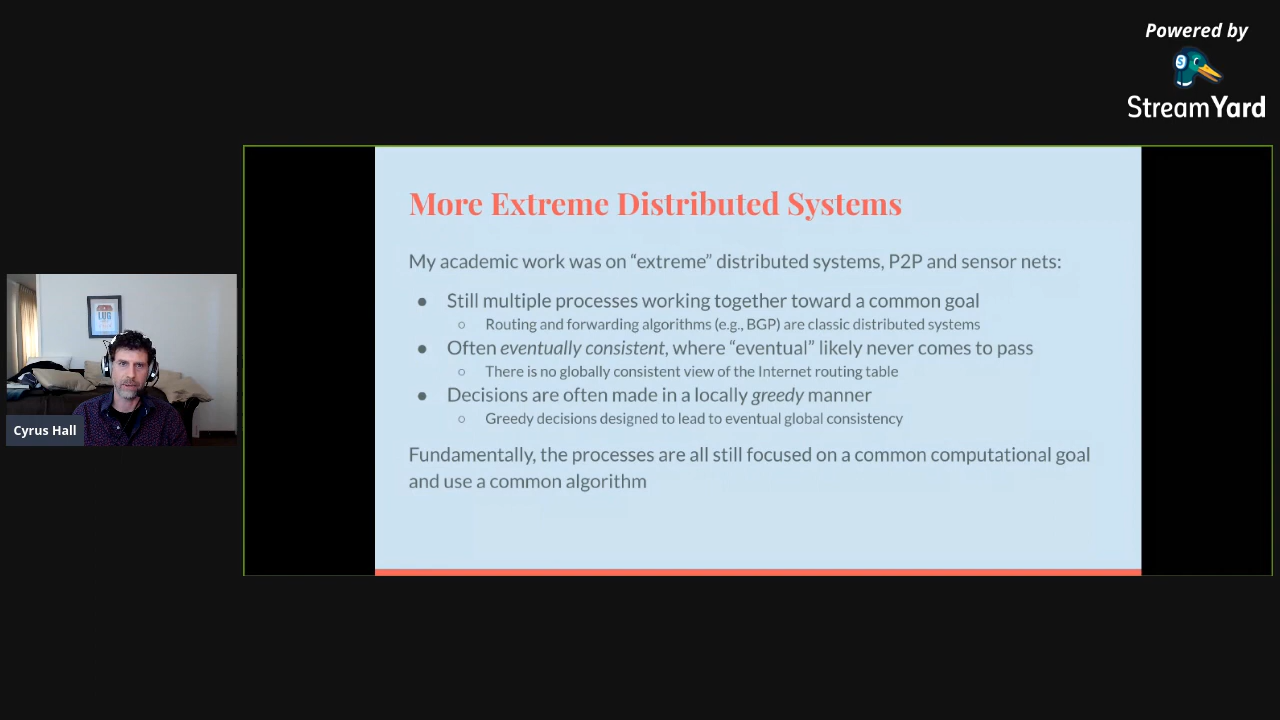 Powered by
StreamYard
More Extreme Distributed Systems
My academic work was on “extreme” distributed systems, P2P and sensor nets:
● Still multiple processes working together toward a common goal
○ Routing and forwarding algorithms (e.g., BGP) are classic distributed systems
● Often eventually consistent, where “eventual” likely never comes to pass
○ There is no globally consistent view of the Internet routing table
● Decisions are often made in a locally greedy manner
○ Greedy decisions designed to lead to eventual global consistency
Fundamentally, the processes are all still focused on a common computational goal
and use a common algorithm
LUG
Cyrus Hall